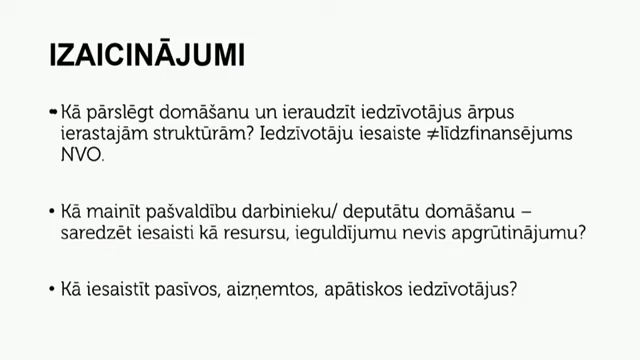 IZAICINĀJUMI
• Kā pārslēgt domāšanu un ieraudzīt iedzīvotājus ārpus
ierastajām struktūrām? Iedzīvotāju iesaiste ≠līdzfinansējums
NVO.
• Kā mainīt pašvaldību darbinieku/ deputātu domāšanu –
saredzēt iesaisti kā resursu, ieguldījumu nevis apgrūtinājumu?
• Kā iesaistīt pasīvos, aizņemtos, apātiskos iedzīvotājus?